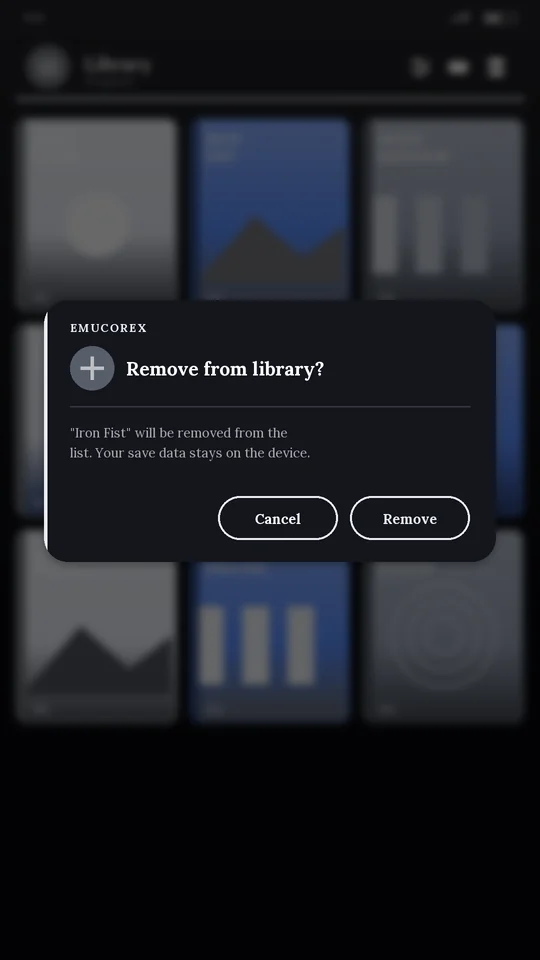 Library
EMUCOREX
Remove from library?
"Iron Fist" will be removed from the
list. Your save data stays on the device.
Cancel
Remove